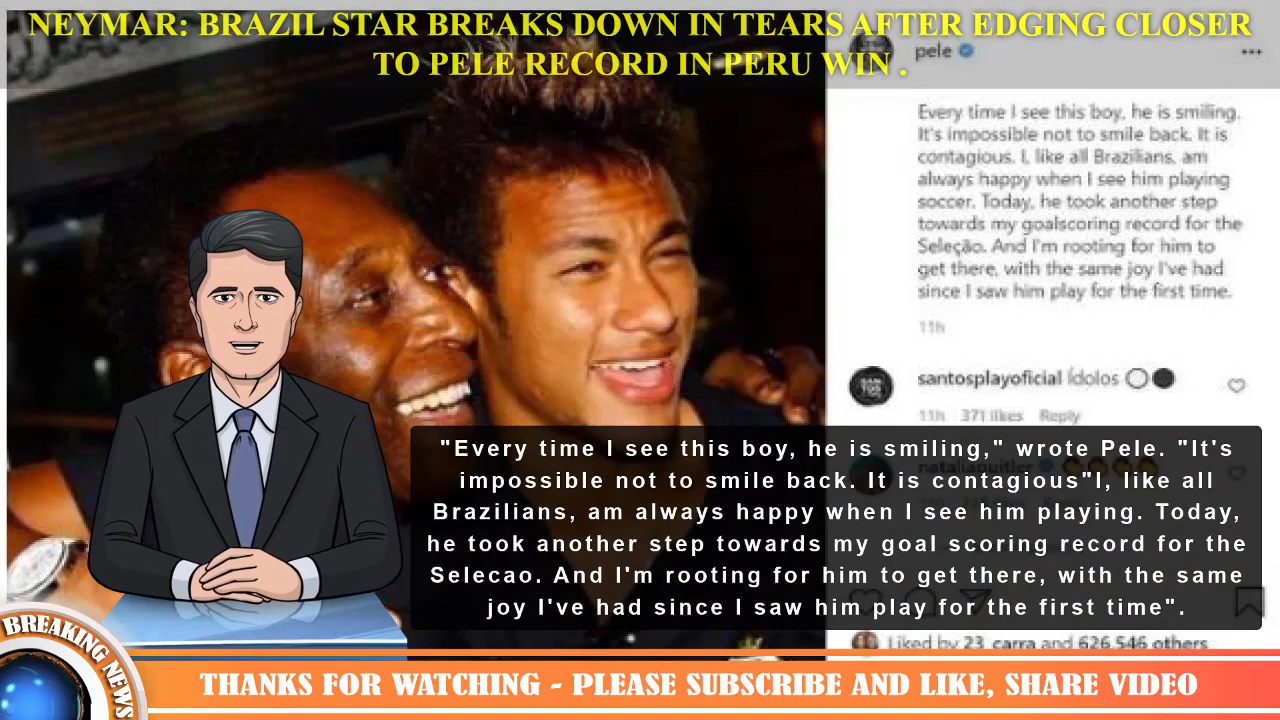 NEYMAR: BRAZIL STAR BREAKS DOWN IN TEARS AFTER EDGING CLOSER
TO PELE RECORD IN PERU WIN .
pele
Every time I see this boy, he is smiling.
It's impossible not to smile back. It is
contagious. I, like all Brazilians, am
always happy when I see him playing
soccer. Today, he took another step
towards my goalscoring record for the
Seleção. And I'm rooting for him to
get there, with the same joy I've had
since I saw him play for the first time.
11h
santosplayoficial Ídolos
11h 371 likes Reply
"Every time I see this boy, he is smiling," wrote Pele. "It's
impossible not to smile back. It is contagious"I, like all
Brazilians, am always happy when I see him playing. Today,
he took another step towards my goal scoring record for the
Selecao. And I'm rooting for him to get there, with the same
joy I've had since I saw him play for the first time".
Liked by 23_carra and 626,546 others
BREAKING NEWS
THANKS FOR WATCHING - PLEASE SUBSCRIBE AND LIKE, SHARE VIDEO